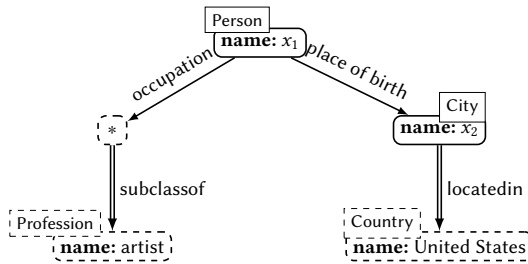 Person
name: x1
occupation
place of birth
City
*
name: x2
subclassof
locatedin
Profession
Country
name: artist
name: United States